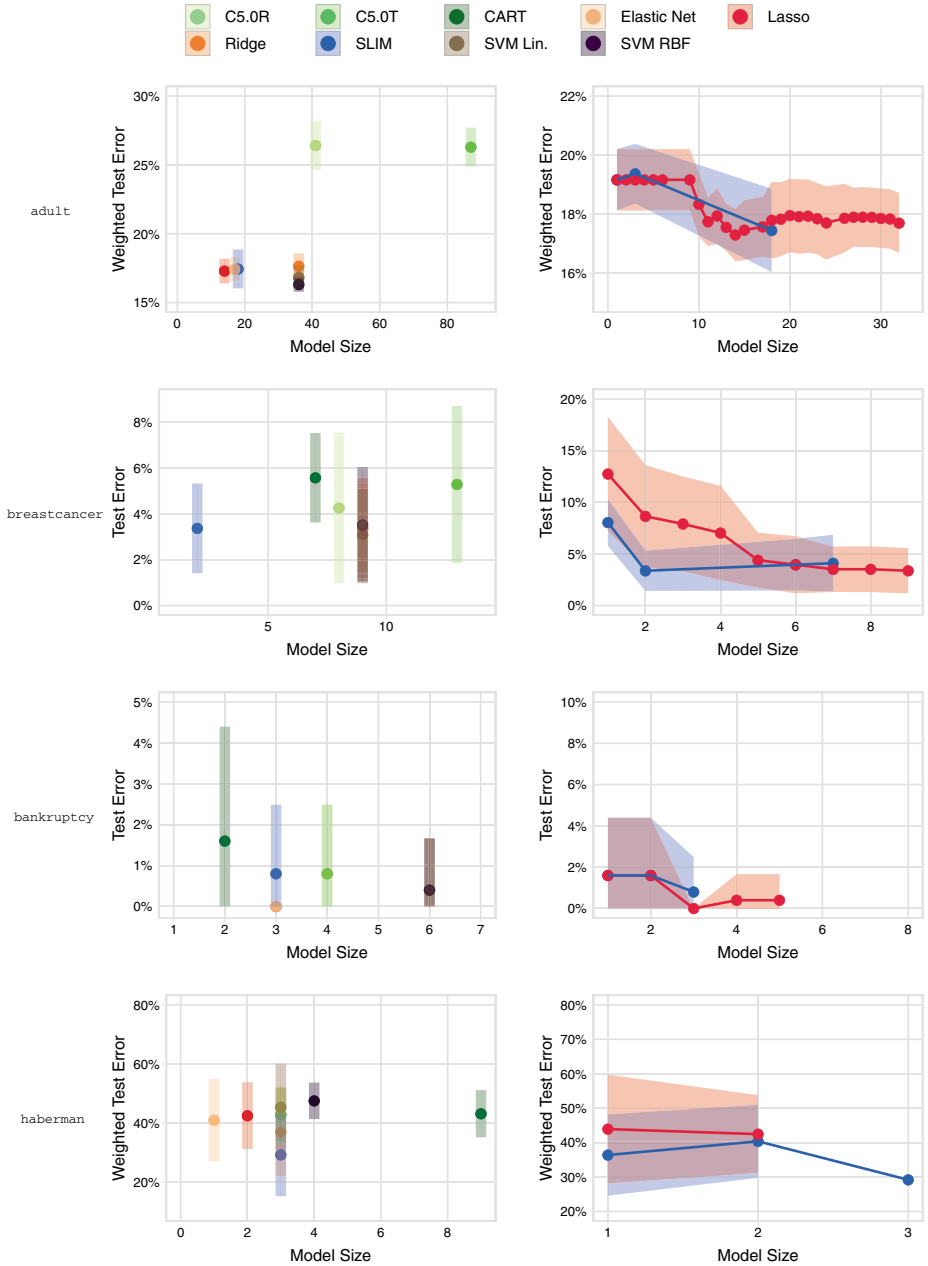 C5.0R C5.0T CART Elastic Net Lasso
Ridge SLIM SVM Lin. SVM RBF
adult
Weighted Test Error
30%
25%
20%
15%
0 20 40 60 80
Model Size
Weighted Test Error
22%
20%
18%
16%
0 10 20 30
Model Size
breastcancer
Test Error
8%
6%
4%
2%
0%
5 10
Model Size
Test Error
20%
15%
10%
5%
0%
2 4 6 8
Model Size
bankruptcy
Test Error
5%
4%
3%
2%
1%
0%
1 2 3 4 5 6 7
Model Size
Test Error
10%
8%
6%
4%
2%
0%
2 4 6 8
Model Size
haberman
Weighted Test Error
80%
60%
40%
20%
0 2 4 6 8
Model Size
Weighted Test Error
80%
70%
60%
50%
40%
30%
20%
1 2 3
Model Size